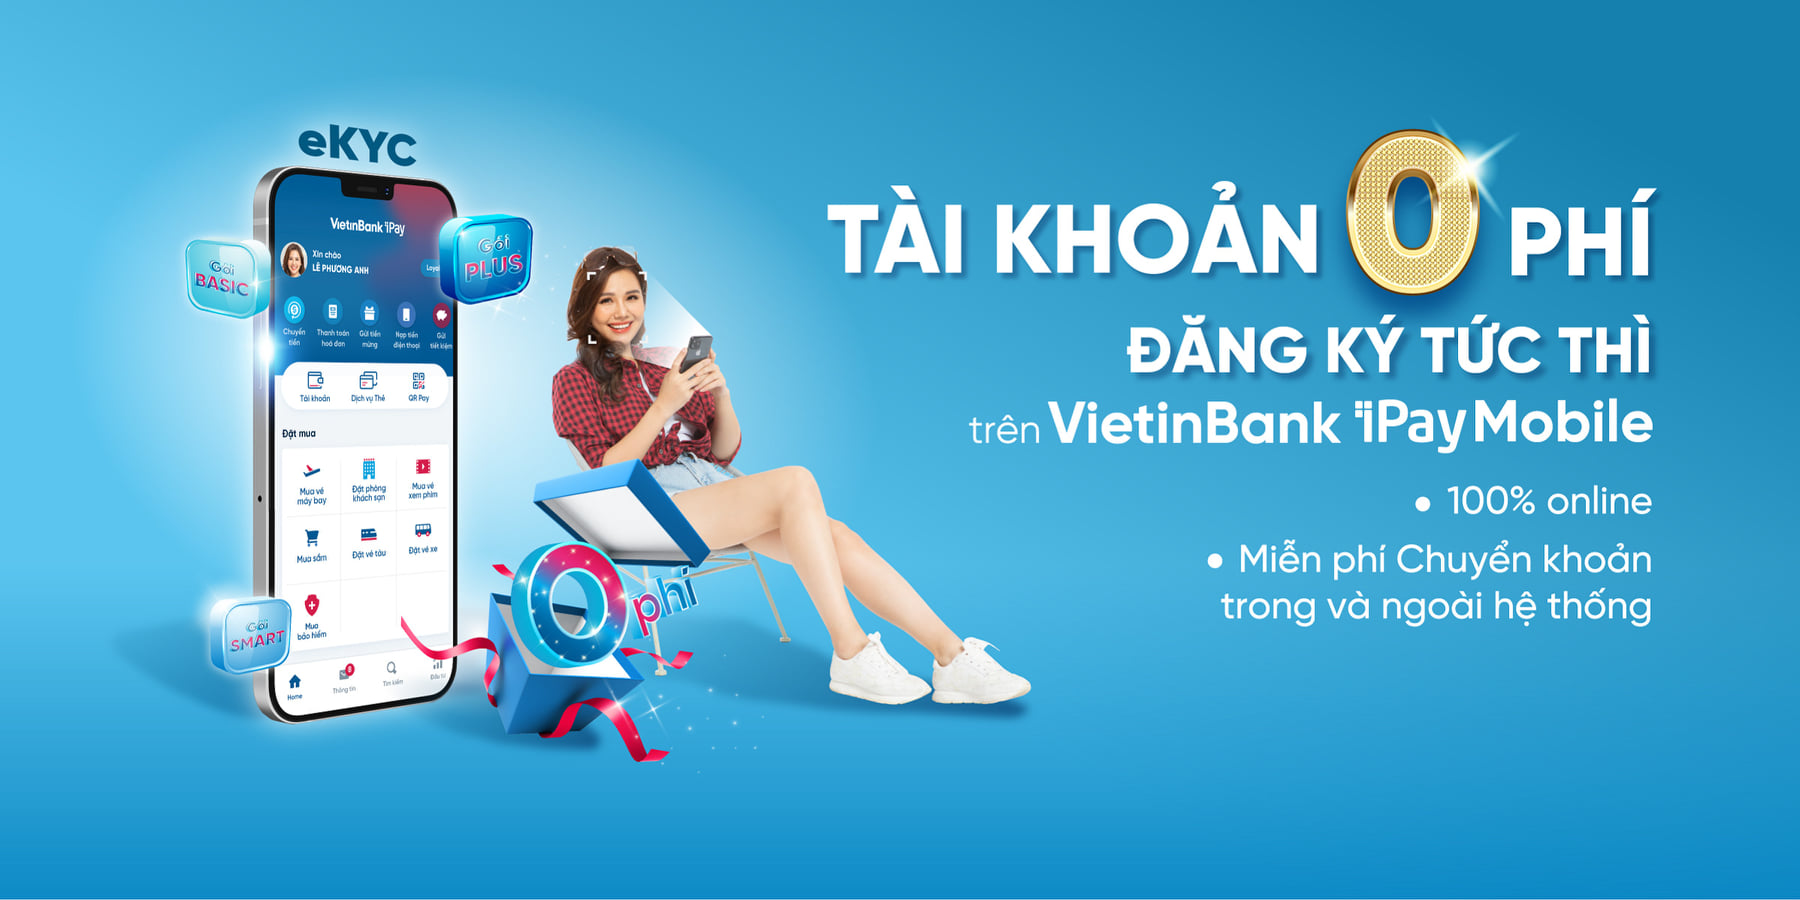 eKYC
VietinBank iPay
Xin chào
LÊ PHƯƠNG ANH
Gói
BASIC
Gói
PLUS
Chuyển
tiền
Thanh toán
hoá đơn
Gửi tiền
mừng
Nạp tiền
điện thoại
Gửi
tiết kiệm
Tài khoản
Dịch vụ Thẻ
QR Pay
Đặt mua
Mua vé
máy bay
Đặt phòng
khách sạn
Mua vé
xem phim
Mua sắm
Đặt vé tàu
Đặt vé xe
Mua
bảo hiểm
Gói
SMART
Home
Thông tin
Tìm kiếm
Đầu tư
0 phí
TÀI KHOẢN 0 PHÍ
ĐĂNG KÝ TỨC THÌ
trên VietinBank iPay Mobile
• 100% online
• Miễn phí Chuyển khoản
trong và ngoài hệ thống